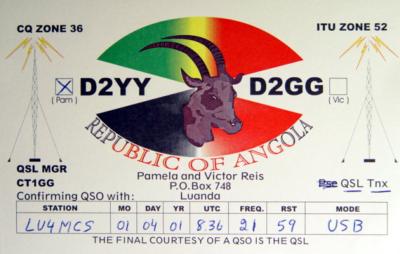 CQ ZONE 36
ITU ZONE 52
D2YY
D2GG
(Pam)
(Vic)
REPUBLIC OF ANGOLA
QSL MGR
CT1GG
Pamela and Victor Reis
P.O.Box 748
Luanda
Pse QSL Tnx
Confirming QSO with:
STATION MO DAY YR UTC FREQ. RST MODE
LU4MCS 01 04 01 8.36 21 59 USB
THE FINAL COURTESY OF A QSO IS THE QSL